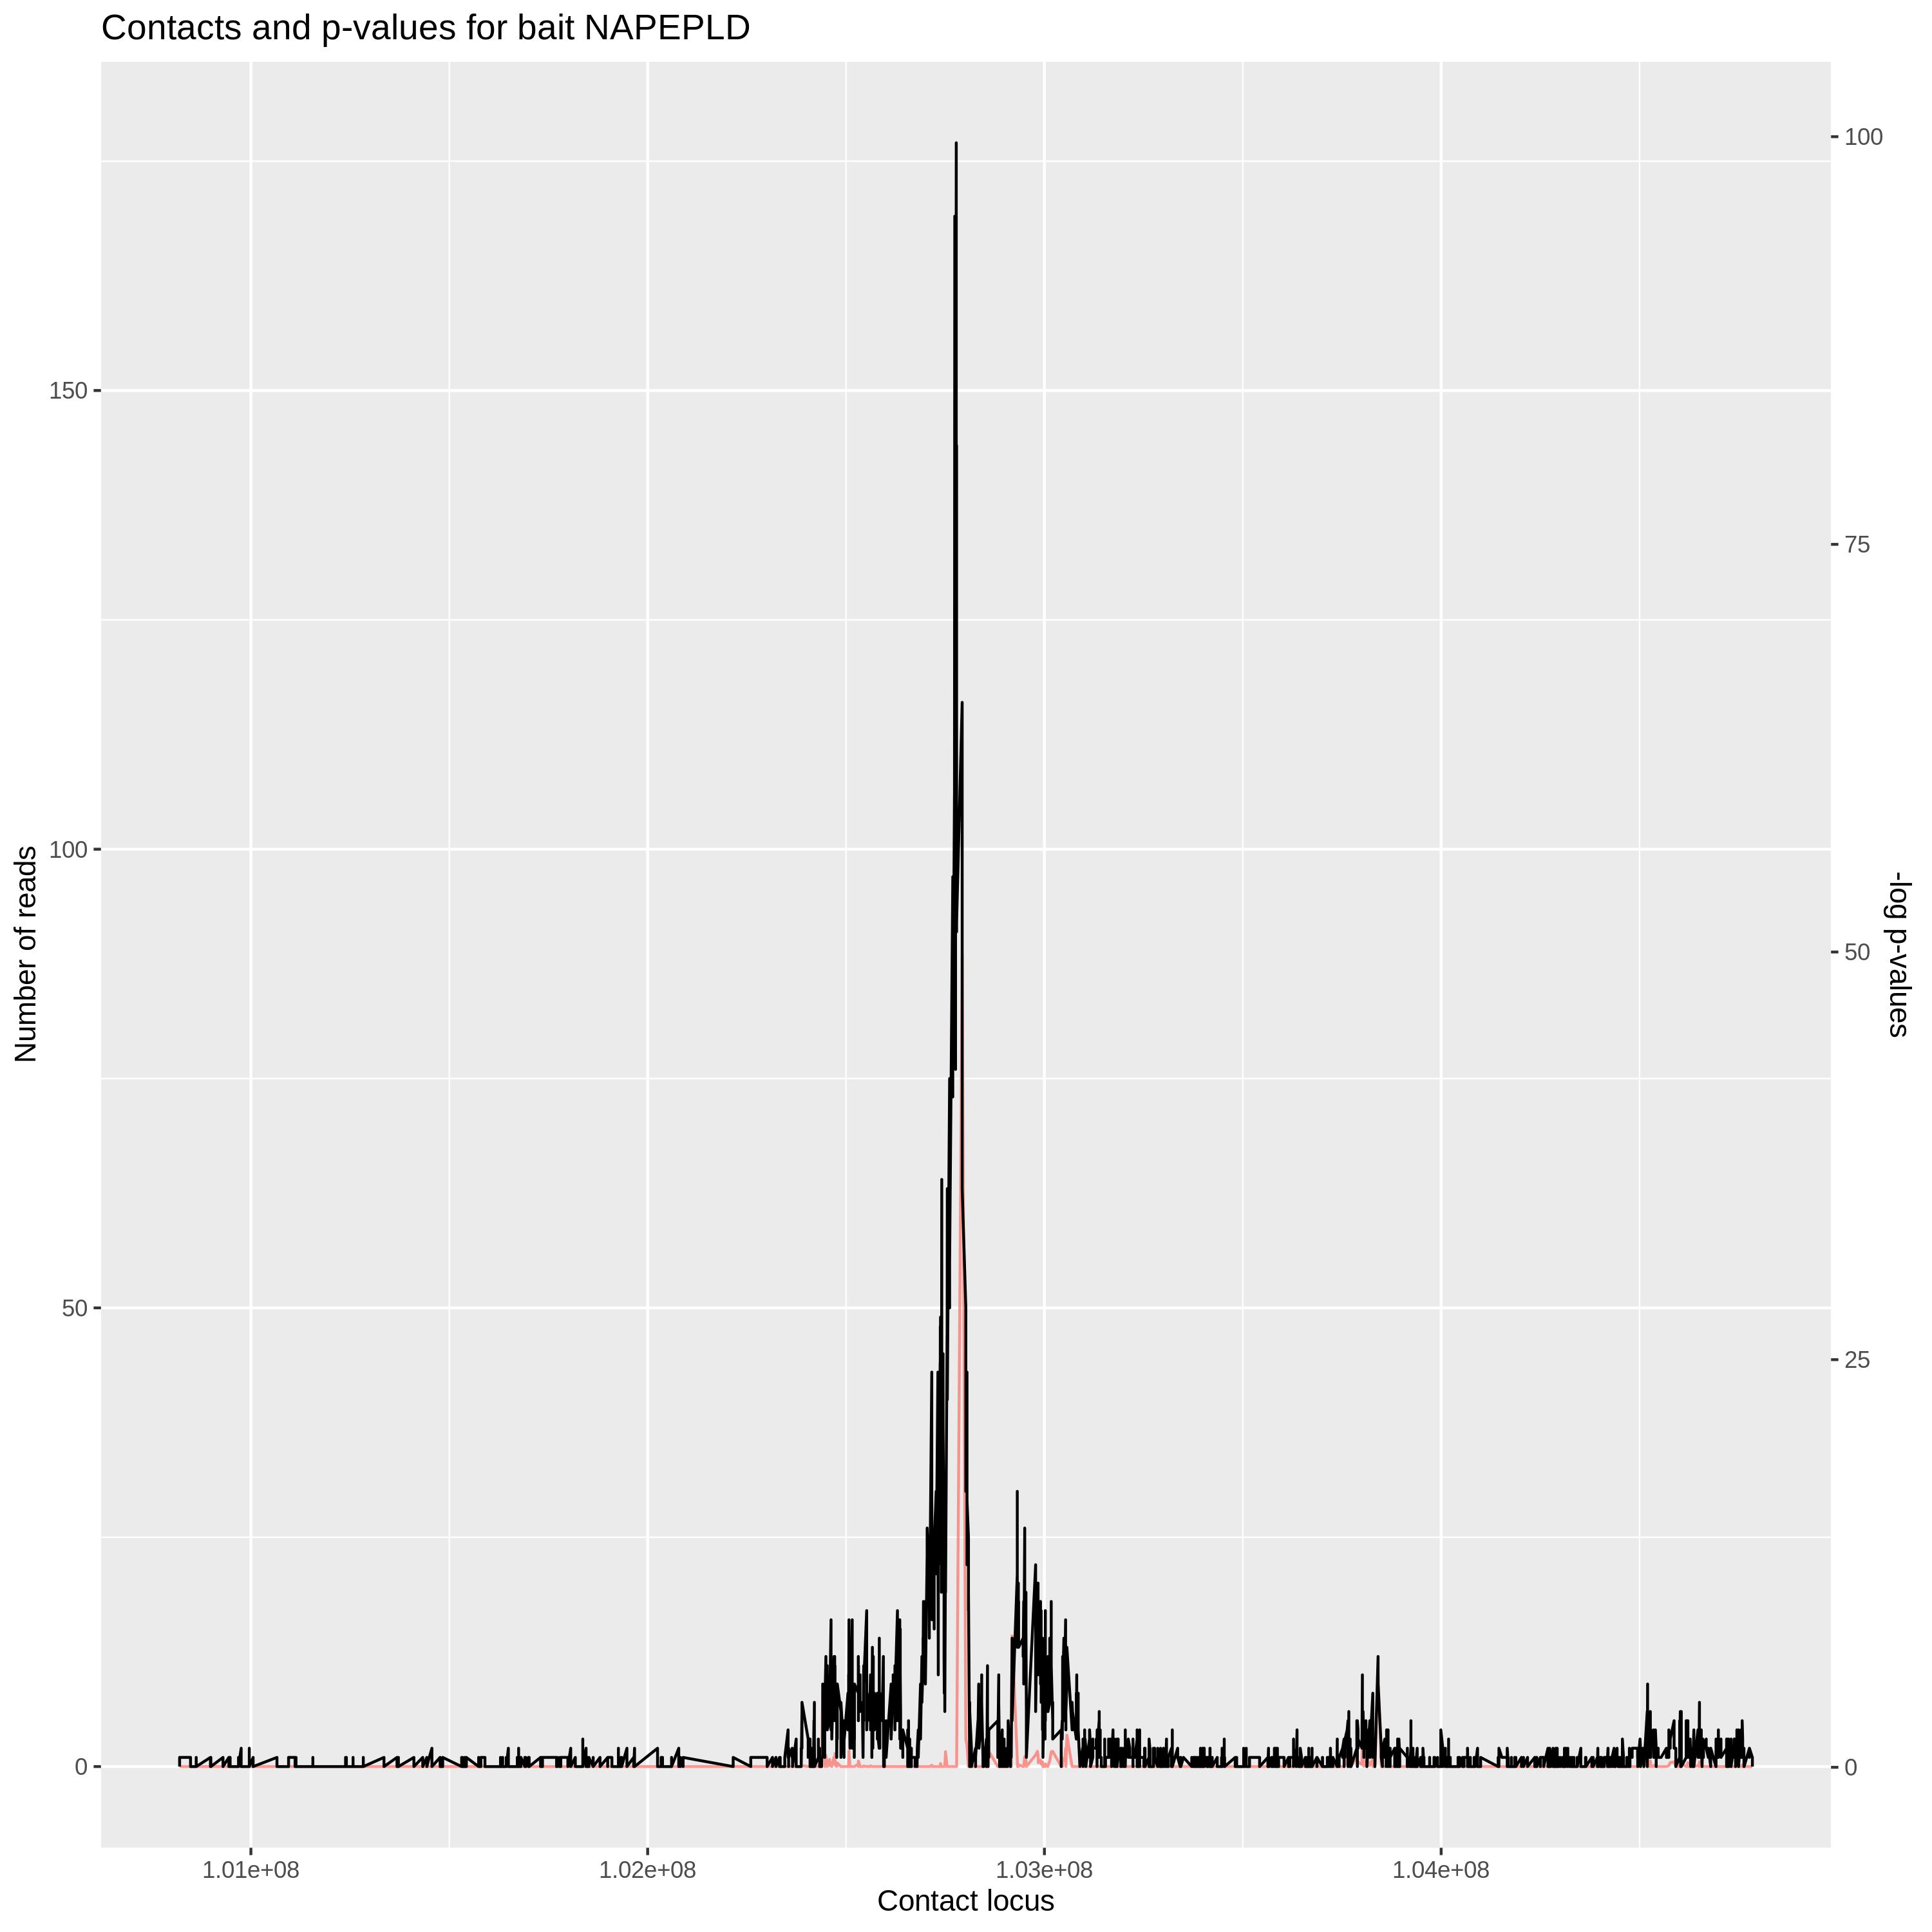 Contacts and p-values for bait NAPEPLD
Number of reads
150
100
50
0
100
75
50
25
0
-log p-values
1.01e+08
1.02e+08
1.03e+08
1.04e+08
Contact locus